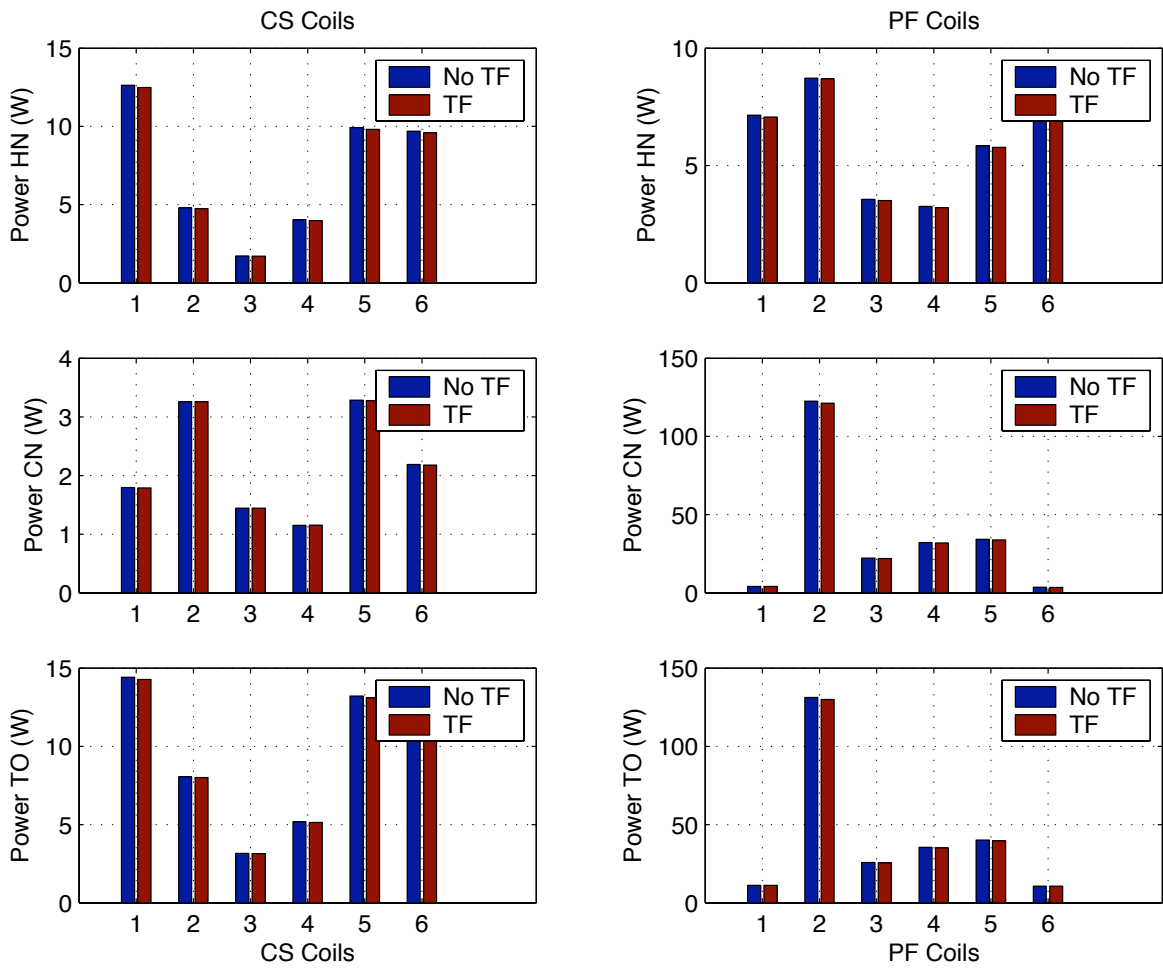 CS Coils
Power HN (W)
15
10
5
0
No TF
TF
1 2 3 4 5 6
PF Coils
Power HN (W)
10
5
0
No TF
TF
1 2 3 4 5 6
Power CN (W)
4
3
2
1
0
No TF
TF
1 2 3 4 5 6
Power CN (W)
150
100
50
0
No TF
TF
1 2 3 4 5 6
Power TO (W)
15
10
5
0
No TF
TF
1 2 3 4 5 6
CS Coils
Power TO (W)
150
100
50
0
No TF
TF
1 2 3 4 5 6
PF Coils